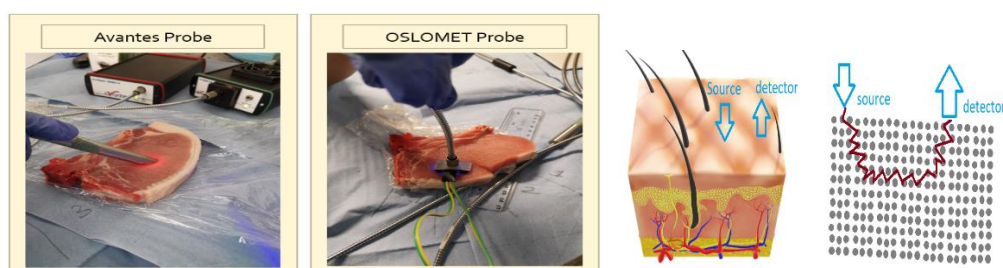 Avantes Probe
OSLOMET Probe
Source
detector
source
detector